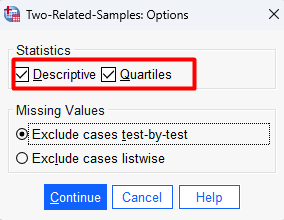 Two-Related-Samples: Options
Statistics
Descriptive Quartiles
Missing Values
Exclude cases test-by-test
Exclude cases listwise
Continue Cancel Help